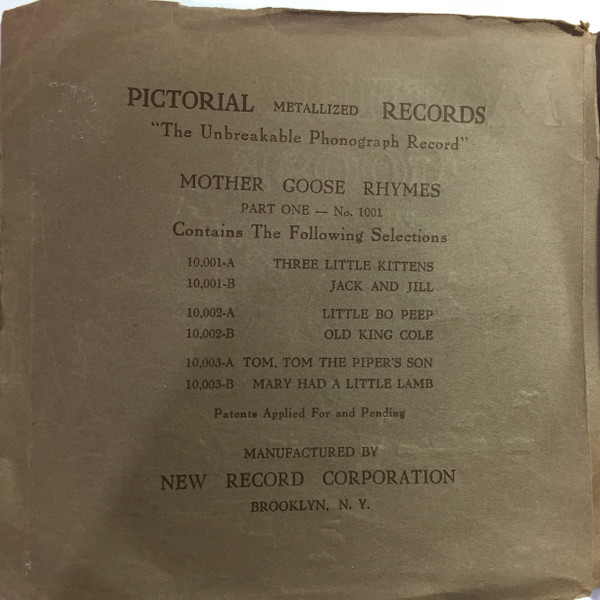 PICTORIAL METALLIZED RECORDS
"The Unbreakable Phonograph Record"
MOTHER GOOSE RHYMES
PART ONE — No. 1001
Contains The Following Selections
10,001-A THREE LITTLE KITTENS
10,001-B JACK AND JILL
10,002-A LITTLE BO PEEP
10,002-B OLD KING COLE
10,003-A TOM, TOM THE PIPER'S SON
10,003-B MARY HAD A LITTLE LAMB
Patents Applied For and Pending
MANUFACTURED BY
NEW RECORD CORPORATION
BROOKLYN, N. Y.